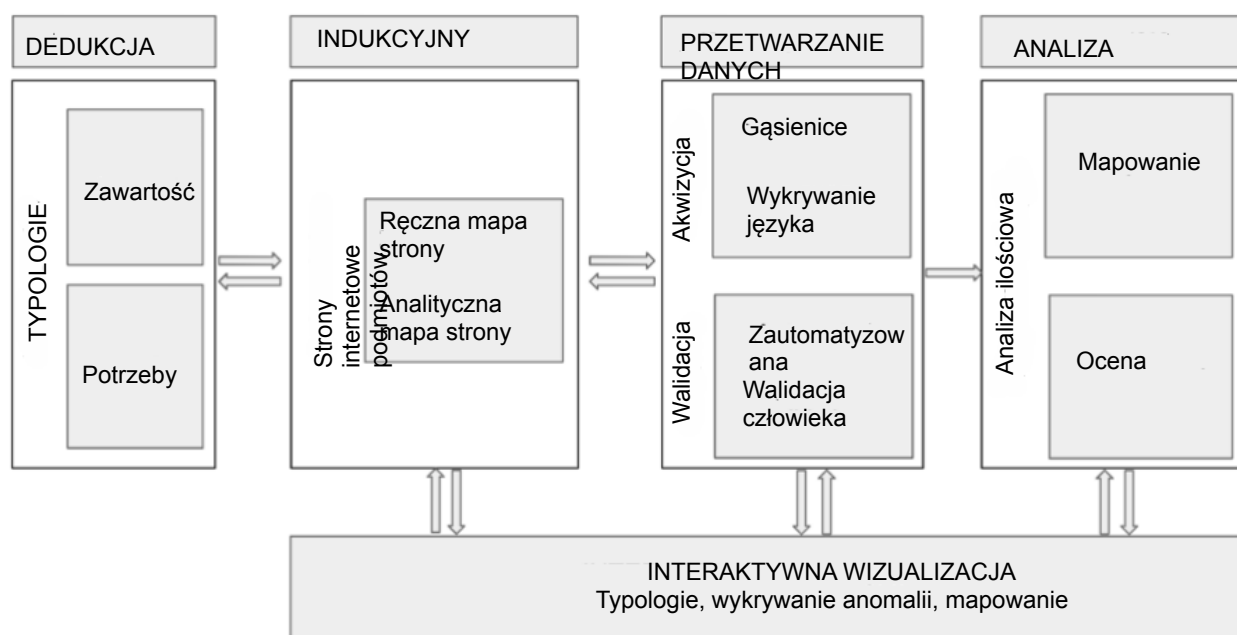 DEDUKCJA
INDUKCYJNY
PRZETWARZANIE
DANYCH
ANALIZA
TYPOLOGIE
Zawartość
Potrzeby
Strony
internetowe
podmiotów
Ręczna mapa
strony
Analityczna
mapa strony
Akwizycja
Gąsienice
Wykrywanie
języka
Walidacja
Zautomatyzow
ana
Walidacja
człowieka
Analiza ilościowa
Mapowanie
Ocena
INTERAKTYWNA WIZUALIZACJA
Typologie, wykrywanie anomalii, mapowanie